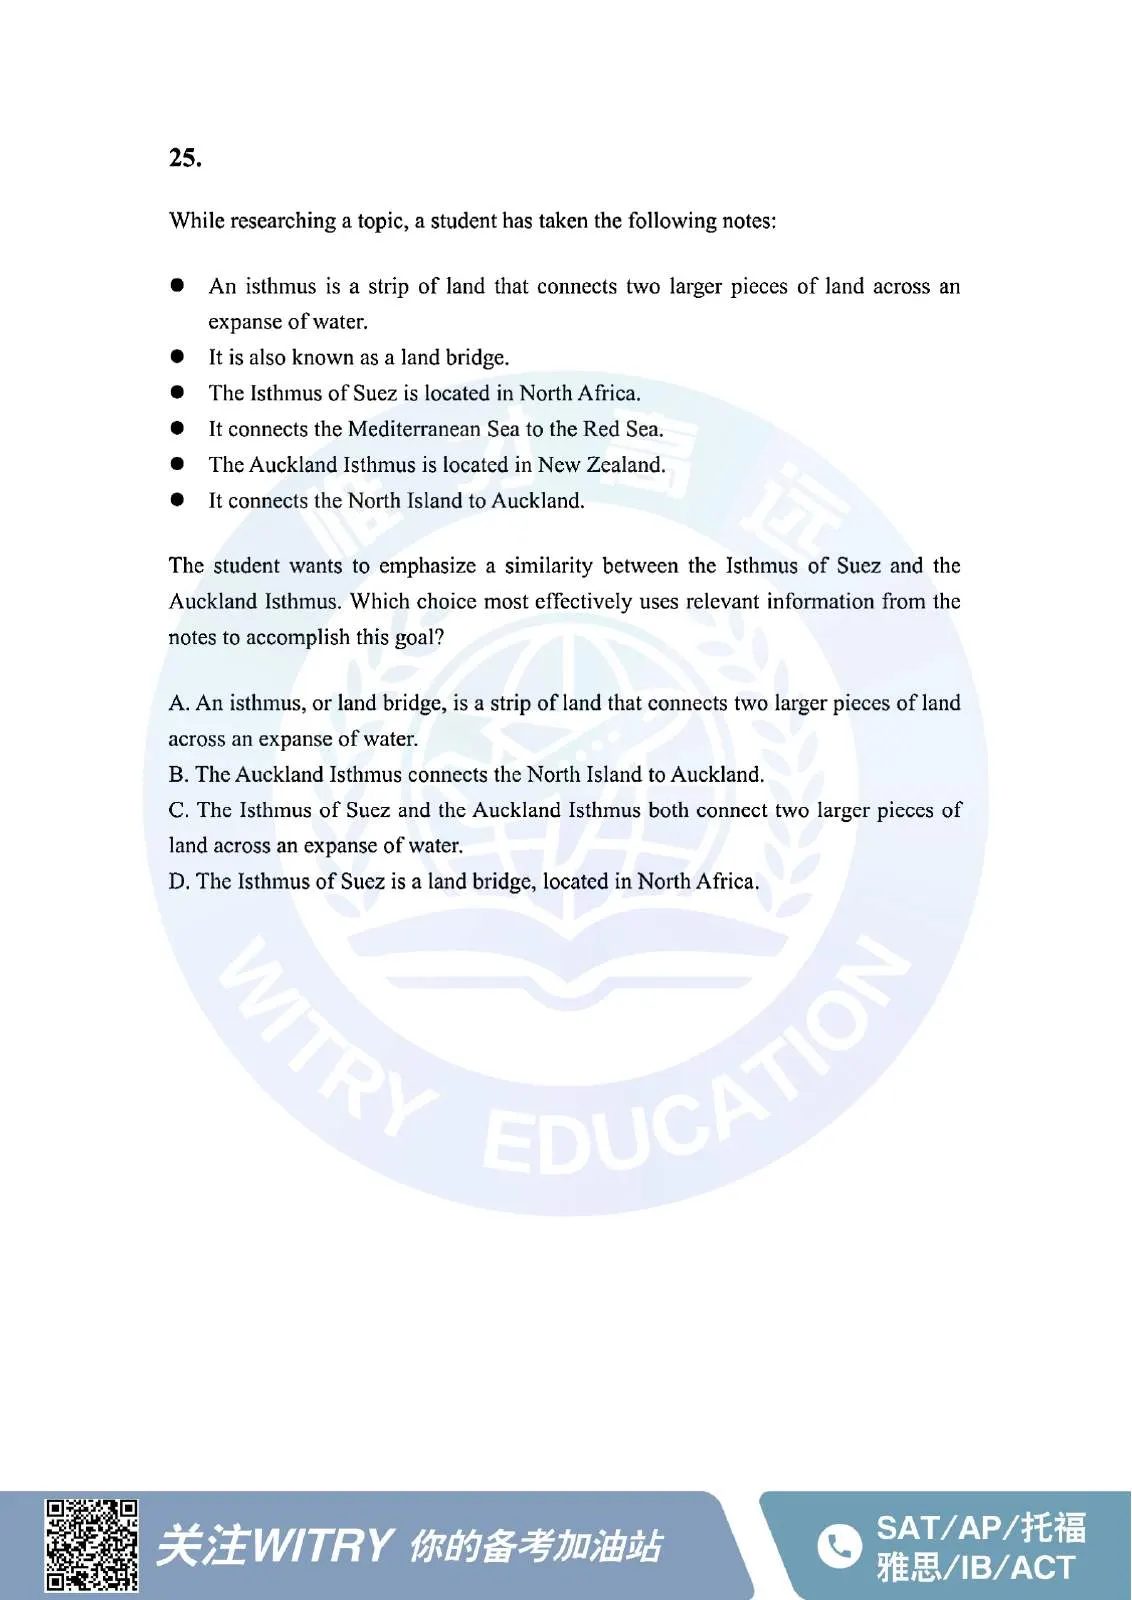 25.
While researching a topic, a student has taken the following notes:
● An isthmus is a strip of land that connects two larger pieces of land across an
expanse of water.
● It is also known as a land bridge.
● The Isthmus of Suez is located in North Africa.
● It connects the Mediterranean Sea to the Red Sea.
● The Auckland Isthmus is located in New Zealand.
● It connects the North Island to Auckland.
The student wants to emphasize a similarity between the Isthmus of Suez and the
Auckland Isthmus. Which choice most effectively uses relevant information from the
notes to accomplish this goal?
A. An isthmus, or land bridge, is a strip of land that connects two larger pieces of land
across an expanse of water.
B. The Auckland Isthmus connects the North Island to Auckland.
C. The Isthmus of Suez and the Auckland Isthmus both connect two larger pieces of
land across an expanse of water.
D. The Isthmus of Suez is a land bridge, located in North Africa.
惟才高远
WITRY EDUCATION
关注WITRY 你的备考加油站
SAT/AP/托福
雅思/IB/ACT